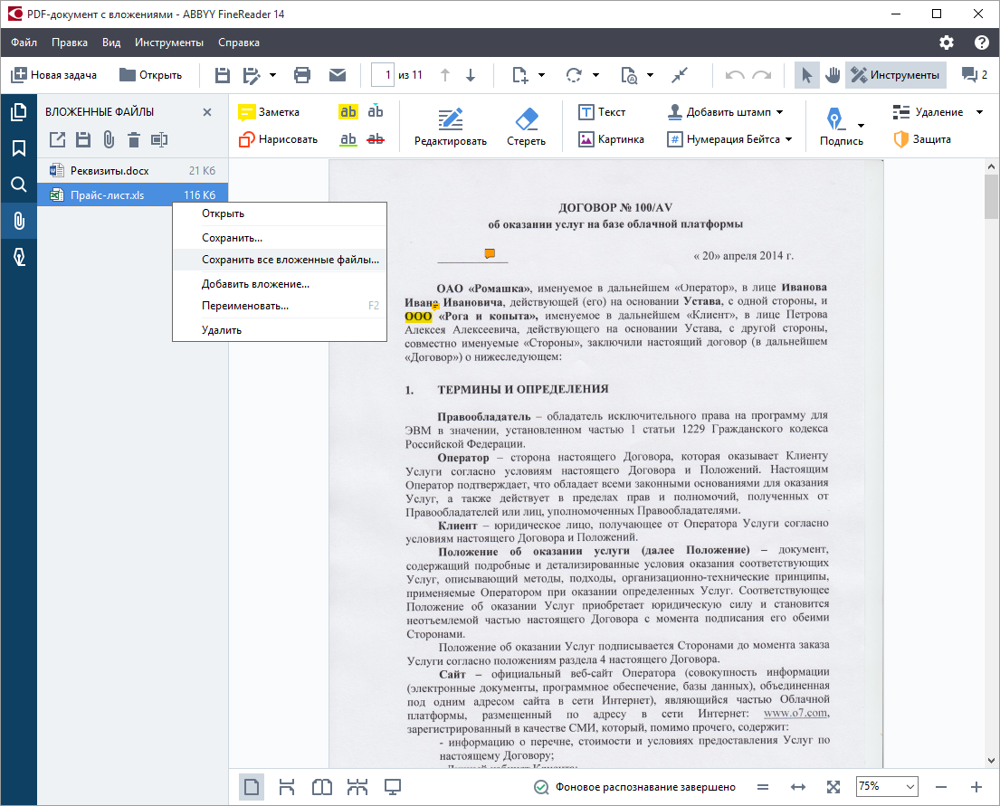 PDF-документ с вложениями - ABBYY FineReader 14
Файл Правка Вид Инструменты Справка
Новая задача Открыть 1 из 11 Инструменты 2
ВЛОЖЕННЫЕ ФАЙЛЫ
Реквизиты.docx 21 Кб
Прайс-лист.xls 116 Кб
Открыть
Сохранить...
Сохранить все вложенные файлы...
Добавить вложение...
Переименовать... F2
Удалить
Заметка ab ab
Нарисовать ab ab
Редактировать
Стереть
Текст
Картинка
Добавить штамп
# Нумерация Бейтса
Подпись
Удаление
Защита
ДОГОВОР № 100/AV
об оказании услуг на базе облачной платформы
« 20» апреля 2014 г.
ОАО «Ромашка», именуемое в дальнейшем «Оператор», в лице Иванова
Ивана Ивановича, действующей (его) на основании Устава, с одной стороны, и
ООО «Рога и копыта», именуемое в дальнейшем «Клиент», в лице Петрова
Алексея Алексеевича, действующего на основании Устава, с другой стороны,
совместно именуемые «Стороны», заключили настоящий договор (в дальнейшем
«Договор») о нижеследующем:
1. ТЕРМИНЫ И ОПРЕДЕЛЕНИЯ
Правообладатель – обладатель исключительного права на программу для
ЭВМ в значении, установленном частью 1 статьи 1229 Гражданского кодекса
Российской Федерации.
Оператор – сторона настоящего Договора, которая оказывает Клиенту
Услуги согласно условиям настоящего Договора и Положений. Настоящим
Оператор подтверждает, что обладает всеми законными основаниями для оказания
Услуг, а также действует в пределах прав и полномочий, полученных от
Правообладателей или лиц, уполномоченных Правообладателями.
Клиент – юридическое лицо, получающее от Оператора Услуги согласно
условиям настоящего Договора и Положений.
Положение об оказании услуги (далее Положение) – документ,
содержащий подробные и детализированные условия оказания соответствующих
Услуг, описывающий методы, подходы, организационно-технические принципы,
применяемые Оператором при оказании определенных Услуг. Соответствующее
Положение об оказании Услуг приобретает юридическую силу и становится
неотъемлемой частью настоящего Договора с момента подписания его обеими
Сторонами.
Положение об оказании Услуг подписывается Сторонами до момента заказа
Услуги согласно положениям раздела 4 настоящего Договора.
Сайт – официальный веб-сайт Оператора (совокупность информации
(электронные документы, программное обеспечение, базы данных), объединенная
под одним адресом сайта в сети Интернет), являющийся частью Облачной
платформы, размещенный по адресу в сети Интернет: www.o7.com,
зарегистрированный в качестве СМИ, который, помимо прочего, содержит:
- информацию о перечне, стоимости и условиях предоставления Услуг по
настоящему Договору;
Фоновое распознавание завершено 75%